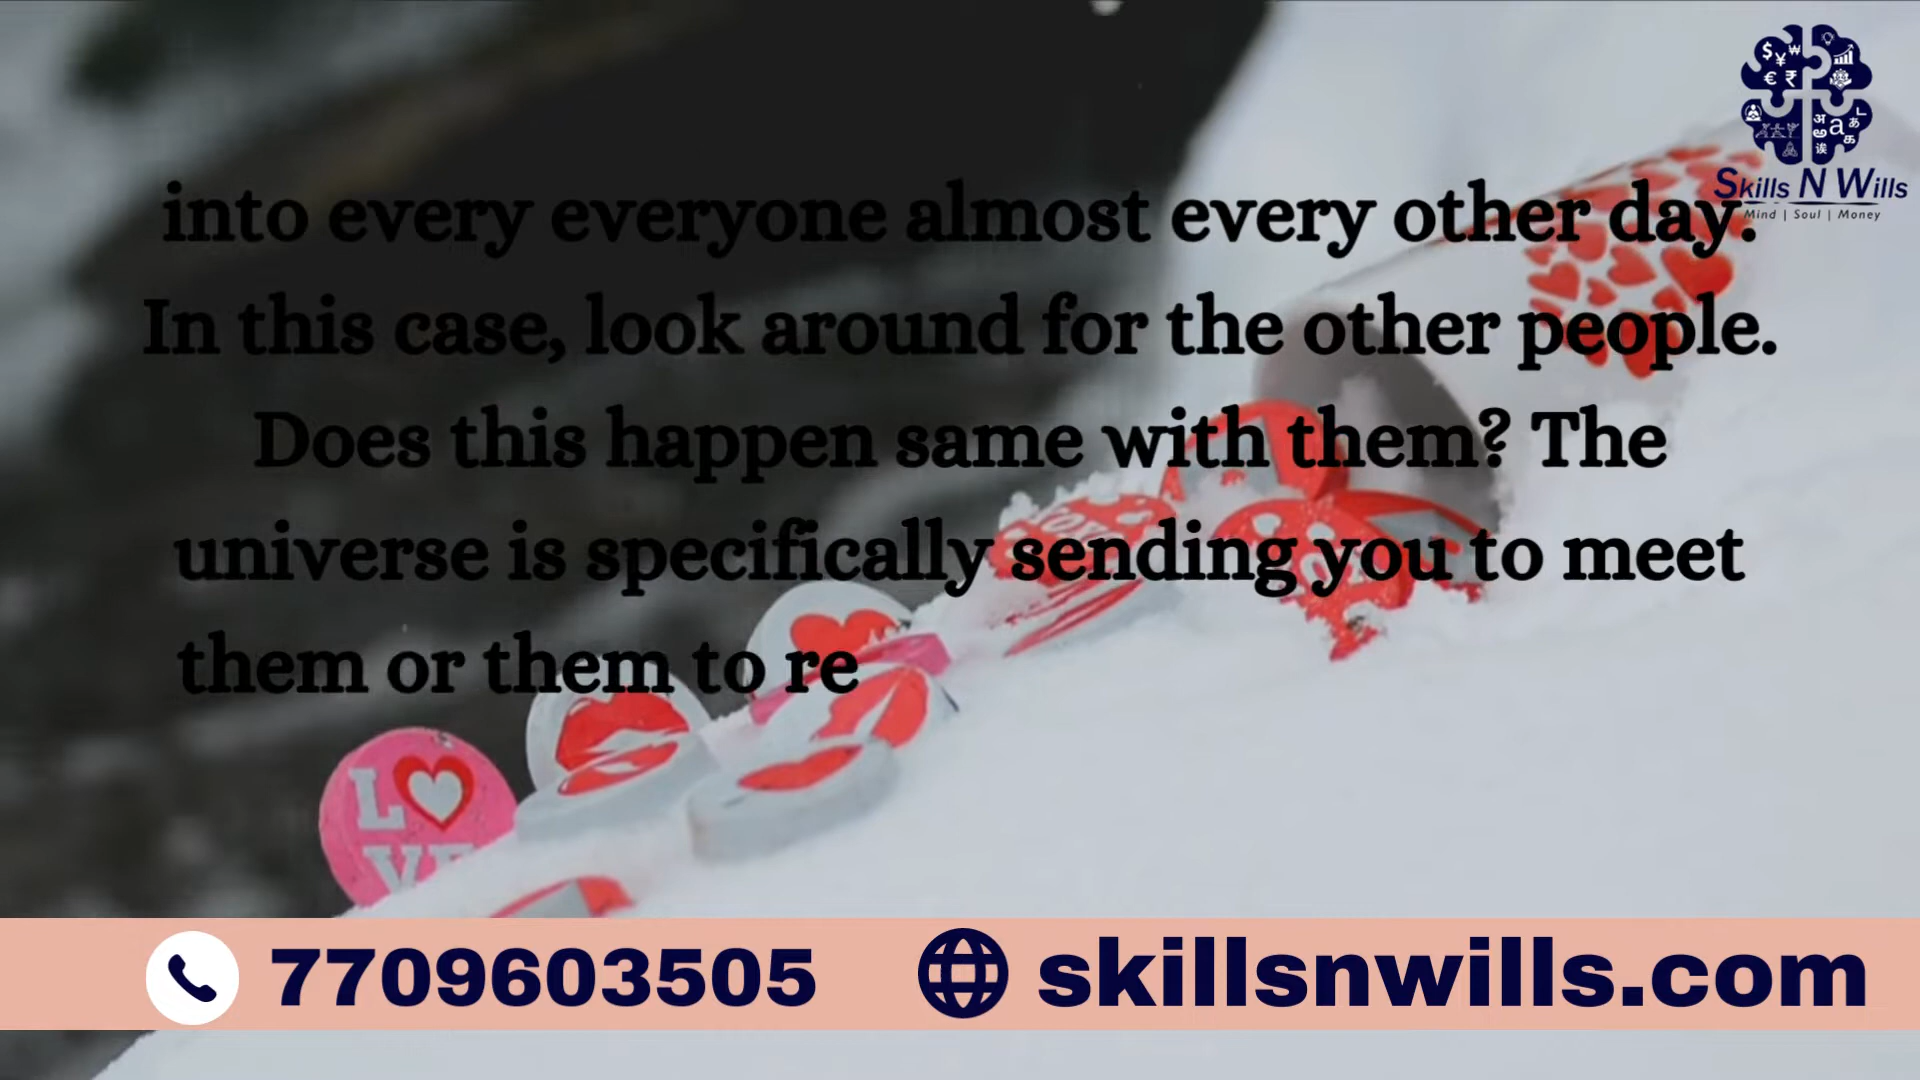 Skills N Wills
Mind | Soul | Money
into every everyone almost every other day.
In this case, look around for the other people.
Does this happen same with them? The
universe is specifically sending you to meet
them or them to re
LOVE
7709603505
skillsnwills.com